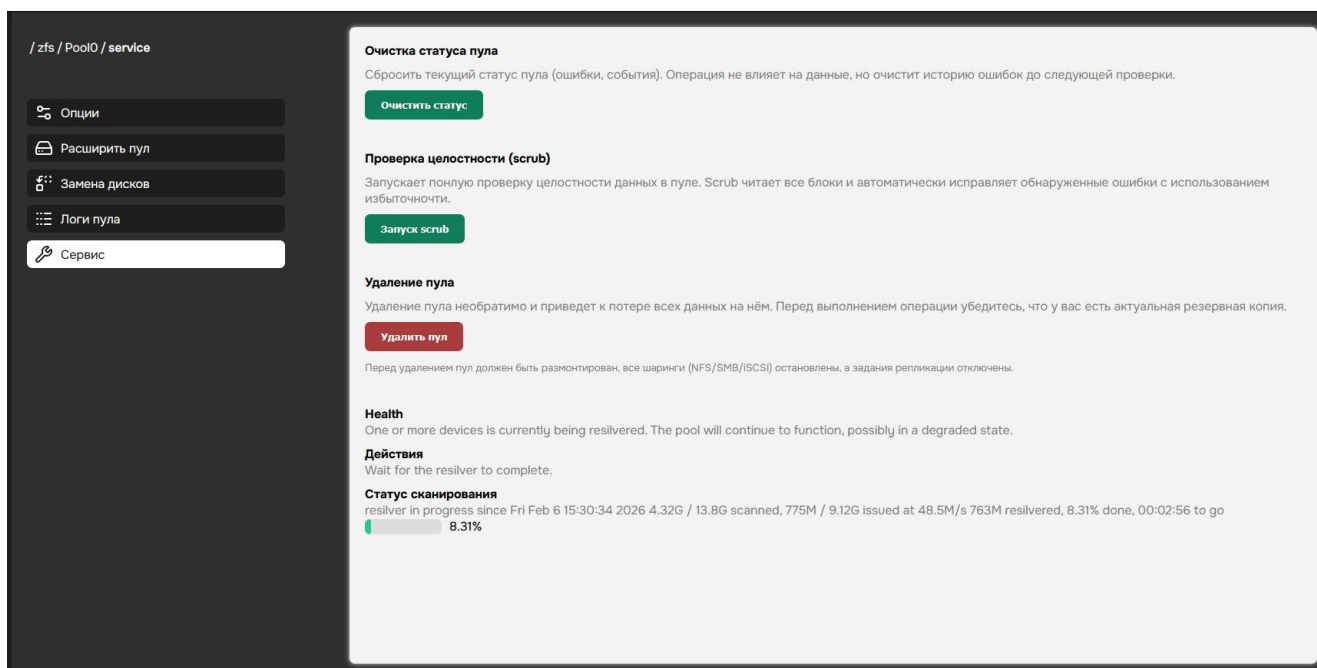 / zfs / Pool0 / service
Опции
Расширить пул
Замена дисков
Логи пула
Сервис
Очистка статуса пула
Сбросить текущий статус пула (ошибки, события). Операция не влияет на данные, но очистит историю ошибок до следующей проверки.
Очистить статус
Проверка целостности (scrub)
Запускает понлую проверку целостности данных в пуле. Scrub читает все блоки и автоматически исправляет обнаруженные ошибки с использованием
избыточночти.
Запуск scrub
Удаление пула
Удаление пула необратимо и приведет к потере всех данных на нём. Перед выполнением операции убедитесь, что у вас есть актуальная резервная копия.
Удалить пул
Перед удалением пул должен быть размонтирован, все шаринги (NFS/SMB/iSCSI) остановлены, а задания репликации отключены.
Health
One or more devices is currently being resilvered. The pool will continue to function, possibly in a degraded state.
Действия
Wait for the resilver to complete.
Статус сканирования
resilver in progress since Fri Feb 6 15:30:34 2026 4.32G / 13.8G scanned, 775M / 9.12G issued at 48.5M/s 763M resilvered, 8.31% done, 00:02:56 to go
8.31%